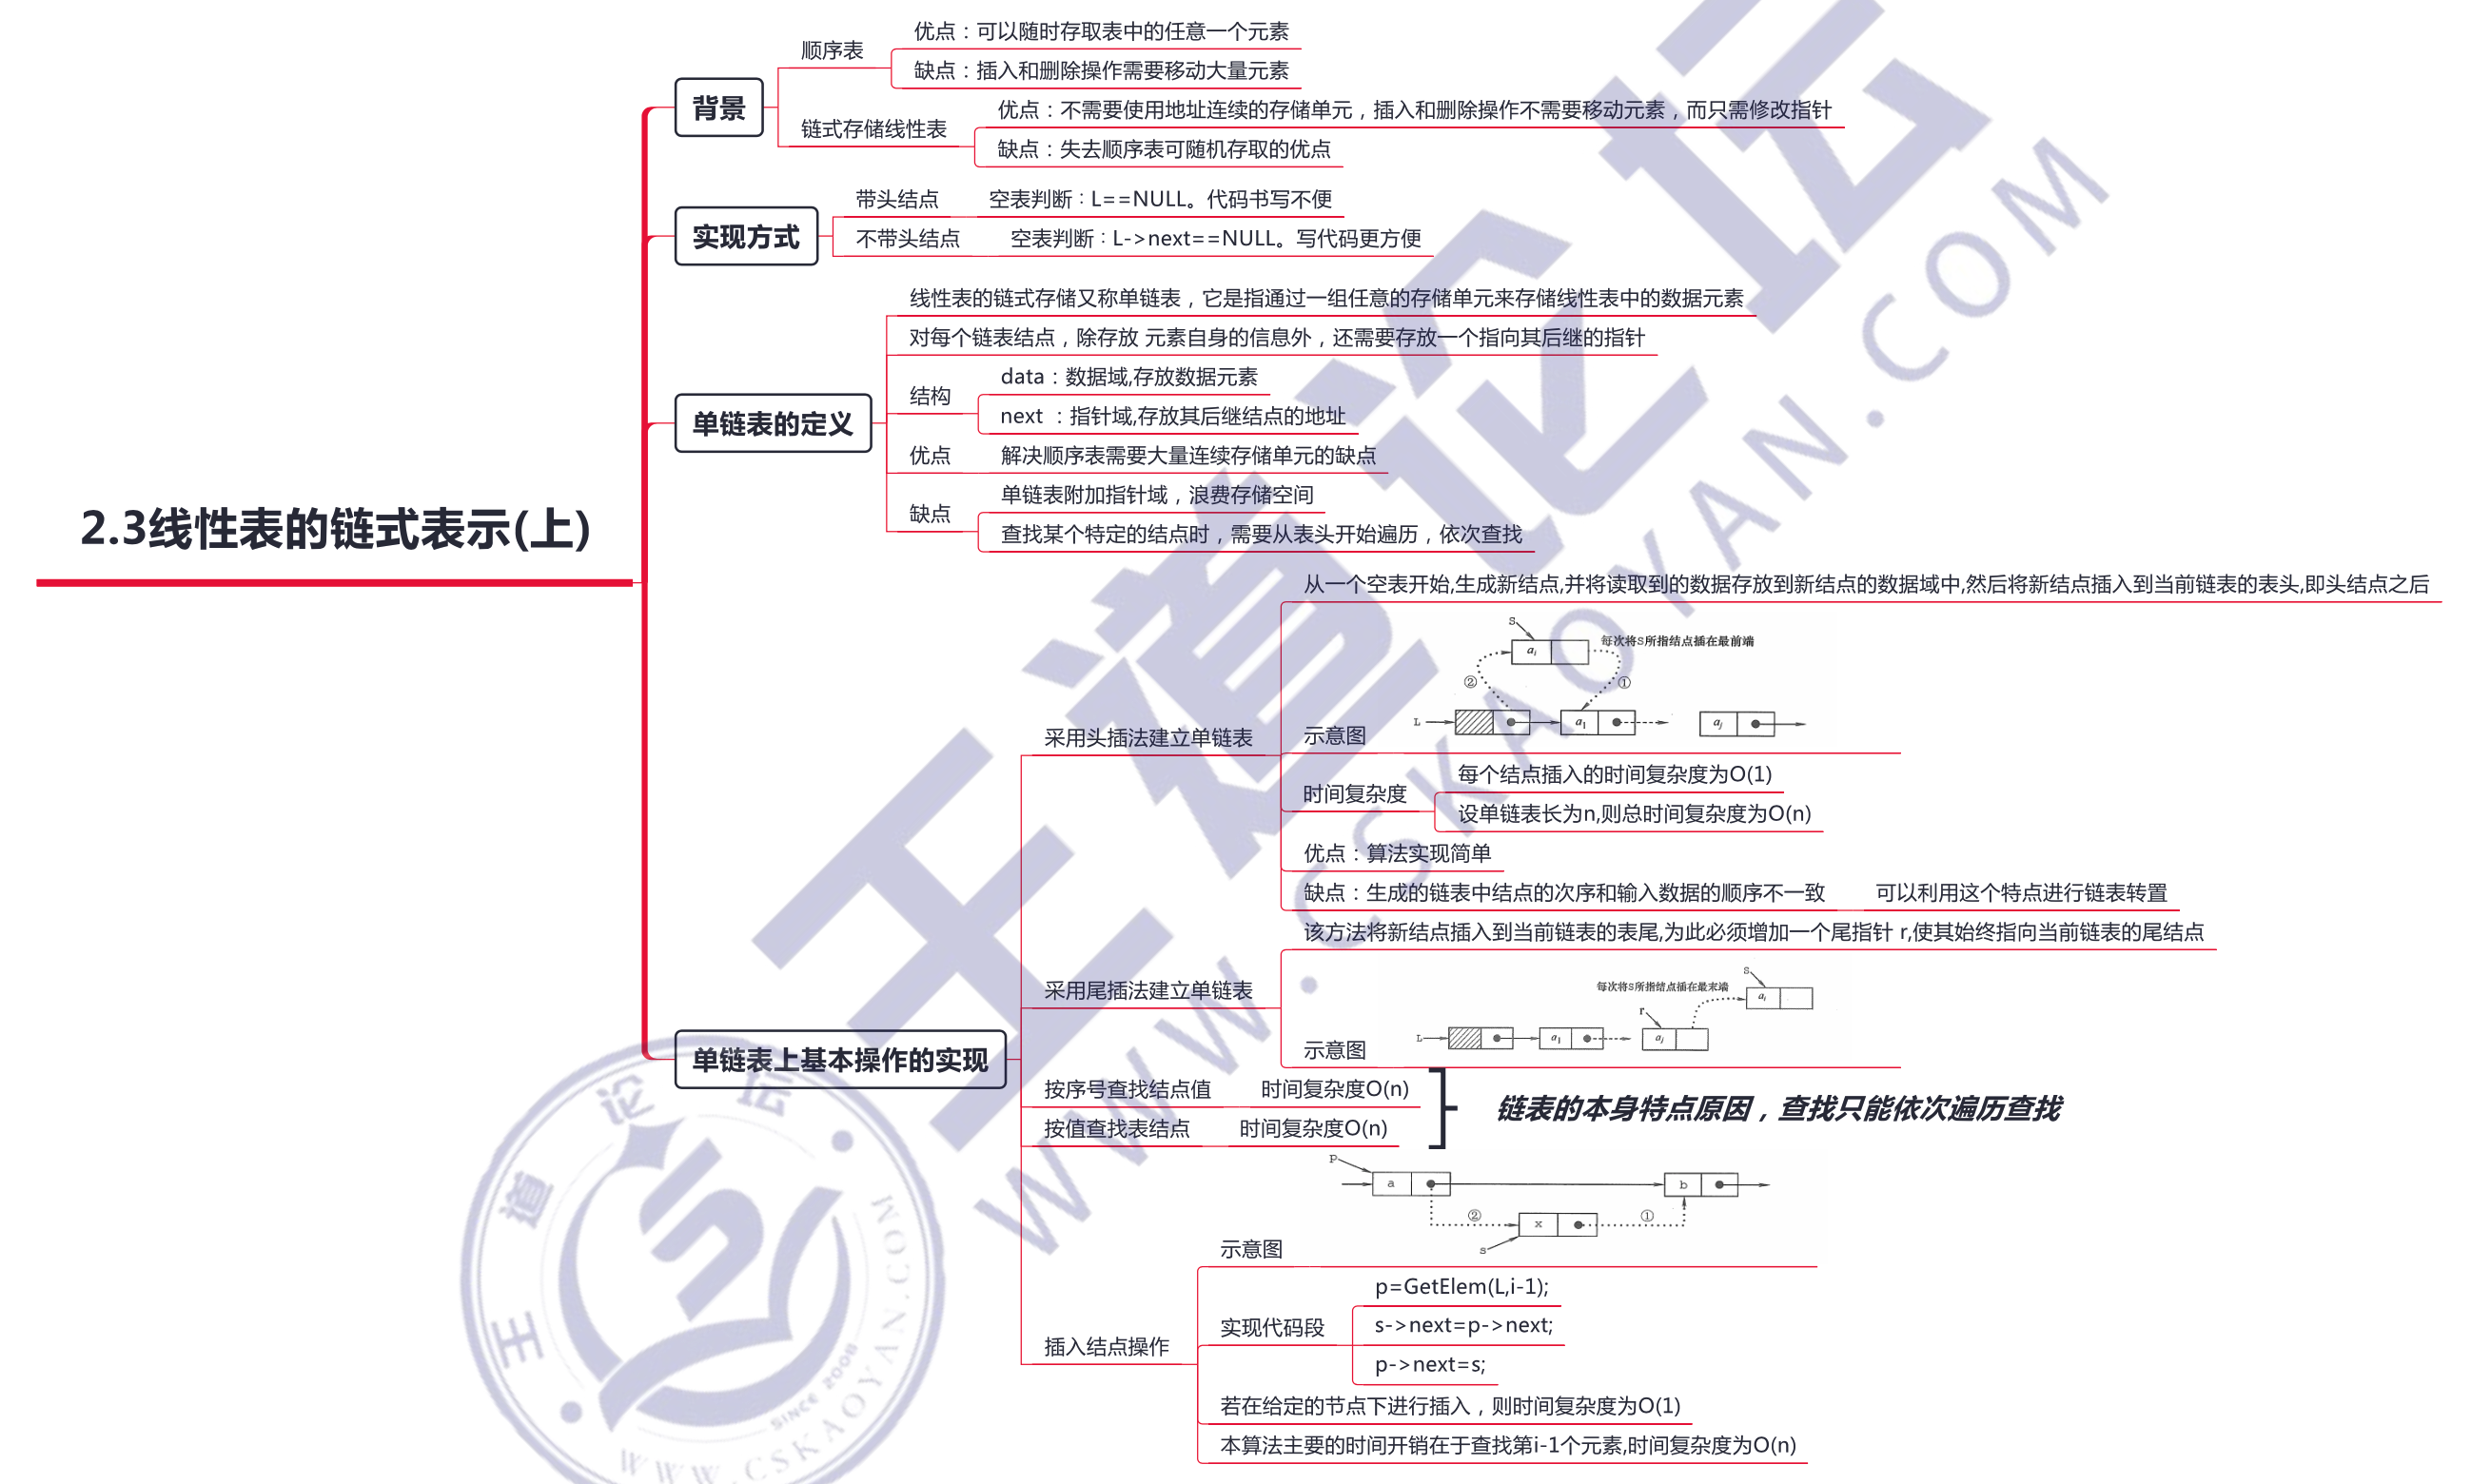 2.3线性表的链式表示(上)
背景
顺序表
优点：可以随时存取表中的任意一个元素
缺点：插入和删除操作需要移动大量元素
链式存储线性表
优点：不需要使用地址连续的存储单元，插入和删除操作不需要移动元素，而只需修改指针
缺点：失去顺序表可随机存取的优点
实现方式
带头结点
空表判断：L==NULL。代码书写不便
不带头结点
空表判断：L->next==NULL。写代码更方便
单链表的定义
线性表的链式存储又称单链表，它是指通过一组任意的存储单元来存储线性表中的数据元素
对每个链表结点，除存放 元素自身的信息外，还需要存放一个指向其后继的指针
结构
data：数据域,存放数据元素
next ：指针域,存放其后继结点的地址
优点
解决顺序表需要大量连续存储单元的缺点
缺点
单链表附加指针域，浪费存储空间
查找某个特定的结点时，需要从表头开始遍历，依次查找
单链表上基本操作的实现
采用头插法建立单链表
从一个空表开始,生成新结点,并将读取到的数据存放到新结点的数据域中,然后将新结点插入到当前链表的表头,即头结点之后
示意图
S
每次将S所指结点插在最前端
ai
②
①
L
a1
aj
时间复杂度
每个结点插入的时间复杂度为O(1)
设单链表长为n,则总时间复杂度为O(n)
优点：算法实现简单
缺点：生成的链表中结点的次序和输入数据的顺序不一致
可以利用这个特点进行链表转置
采用尾插法建立单链表
该方法将新结点插入到当前链表的表尾,为此必须增加一个尾指针 r,使其始终指向当前链表的尾结点
示意图
S
每次将S所指结点插在最末端
ai
r
L
a1
aj
按序号查找结点值
时间复杂度O(n)
按值查找表结点
时间复杂度O(n)
链表的本身特点原因，查找只能依次遍历查找
插入结点操作
示意图
p
a
b
②
x
①
s
实现代码段
p=GetElem(L,i-1);
s->next=p->next;
p->next=s;
若在给定的节点下进行插入，则时间复杂度为O(1)
本算法主要的时间开销在于查找第i-1个元素,时间复杂度为O(n)
王道论坛
WWW.CSKAOYAN.COM
王道论坛
SINCE 2008
WWW.CSKAOYAN.COM